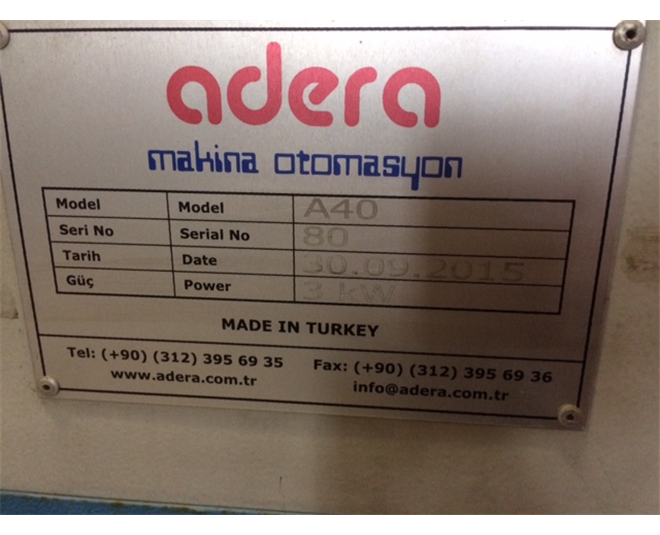 adera
makina otomasyon
Model Model A40
Seri No Serial No 80
Tarih Date 30.09.2015
Güç Power 3 kW
MADE IN TURKEY
Tel: (+90) (312) 395 69 35 Fax: (+90) (312) 395 69 36
www.adera.com.tr info@adera.com.tr